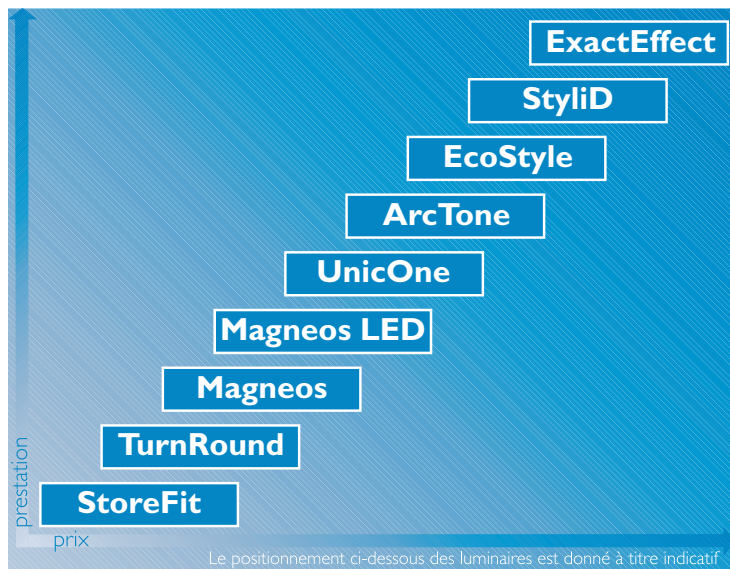 ExactEffect
StyliD
EcoStyle
ArcTone
UnicOne
Magneos LED
Magneos
TurnRound
StoreFit
prestation
prix
Le positionnement ci-dessous des luminaires est donné à titre indicatif